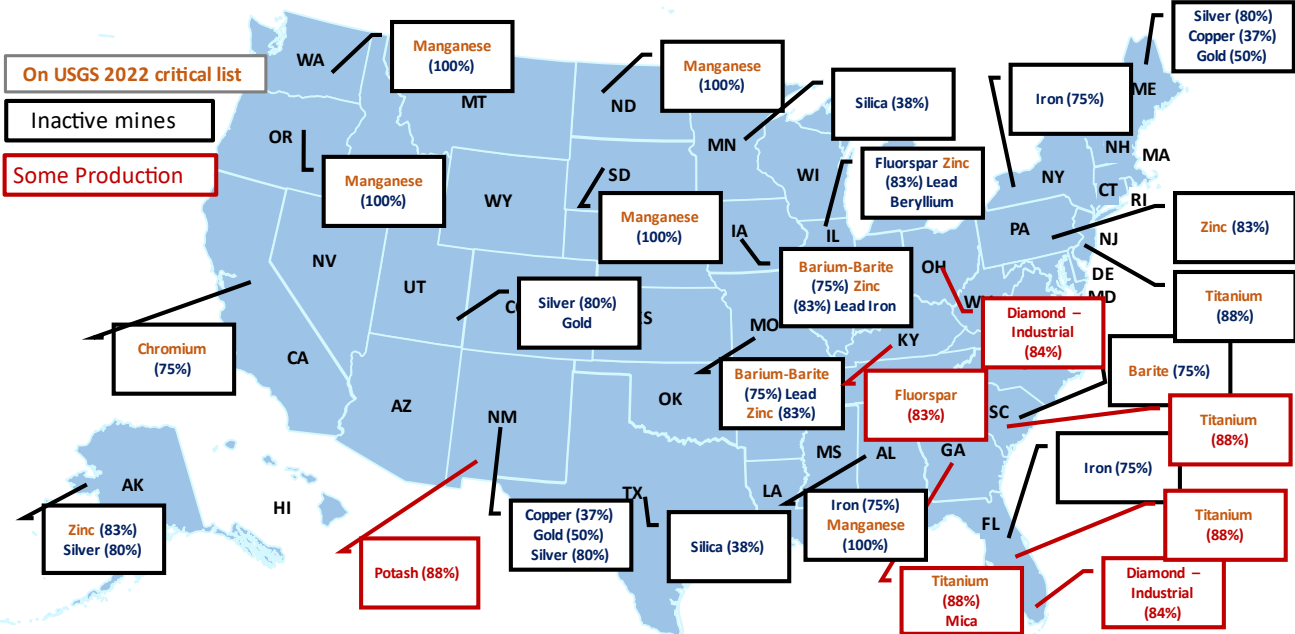 Silver (80%)
Copper (37%)
Gold (50%)
On USGS 2022 critical list
Inactive mines
Some Production
WA
Manganese
(100%)
MT
ND
Manganese
(100%)
Silica (38%)
MN
Iron (75%)
ME
NH
MA
OR
Manganese
(100%)
WY
SD
Manganese
(100%)
WI
Fluorspar Zinc
(83%) Lead
Beryllium
NY
CT
RI
PA
NJ
Zinc (83%)
NV
UT
IA
IL
Barium-Barite
(75%) Zinc
(83%) Lead Iron
OH
DE
MD
Titanium
(88%)
Silver (80%)
Gold
MO
KY
Diamond –
Industrial
(84%)
Chromium
(75%)
CA
AZ
NM
OK
Barium-Barite
(75%) Lead
Zinc (83%)
Fluorspar
(83%)
SC
Barite (75%)
Titanium
(88%)
MS
AL
GA
Iron (75%)
AK
HI
Zinc (83%)
Silver (80%)
Potash (88%)
TX
Copper (37%)
Gold (50%)
Silver (80%)
Silica (38%)
LA
Iron (75%)
Manganese
(100%)
FL
Titanium
(88%)
Titanium
(88%)
Mica
Diamond –
Industrial
(84%)